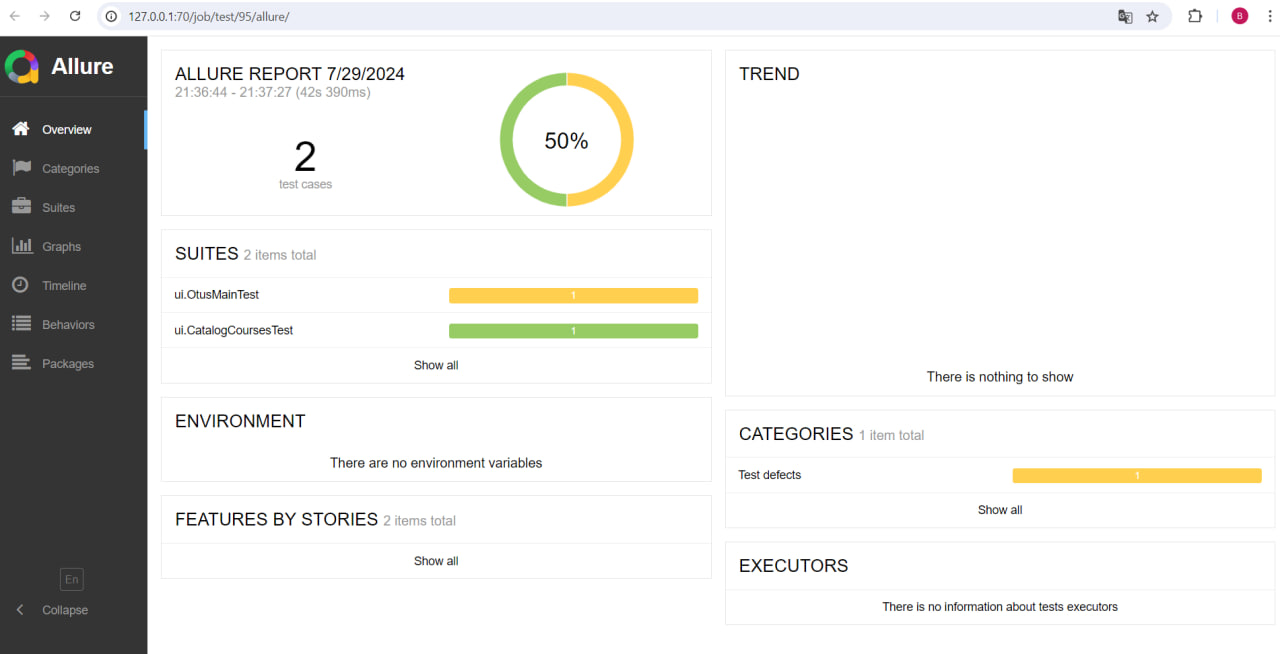 127.0.0.1:70/job/test/95/allure/
B
Allure
Overview
Categories
Suites
Graphs
Timeline
Behaviors
Packages
En
Collapse
ALLURE REPORT 7/29/2024
21:36:44 - 21:37:27 (42s 390ms)
2
test cases
50%
SUITES 2 items total
ui.OtusMainTest 1
ui.CatalogCoursesTest 1
Show all
ENVIRONMENT
There are no environment variables
FEATURES BY STORIES 2 items total
Show all
TREND
There is nothing to show
CATEGORIES 1 item total
Test defects 1
Show all
EXECUTORS
There is no information about tests executors